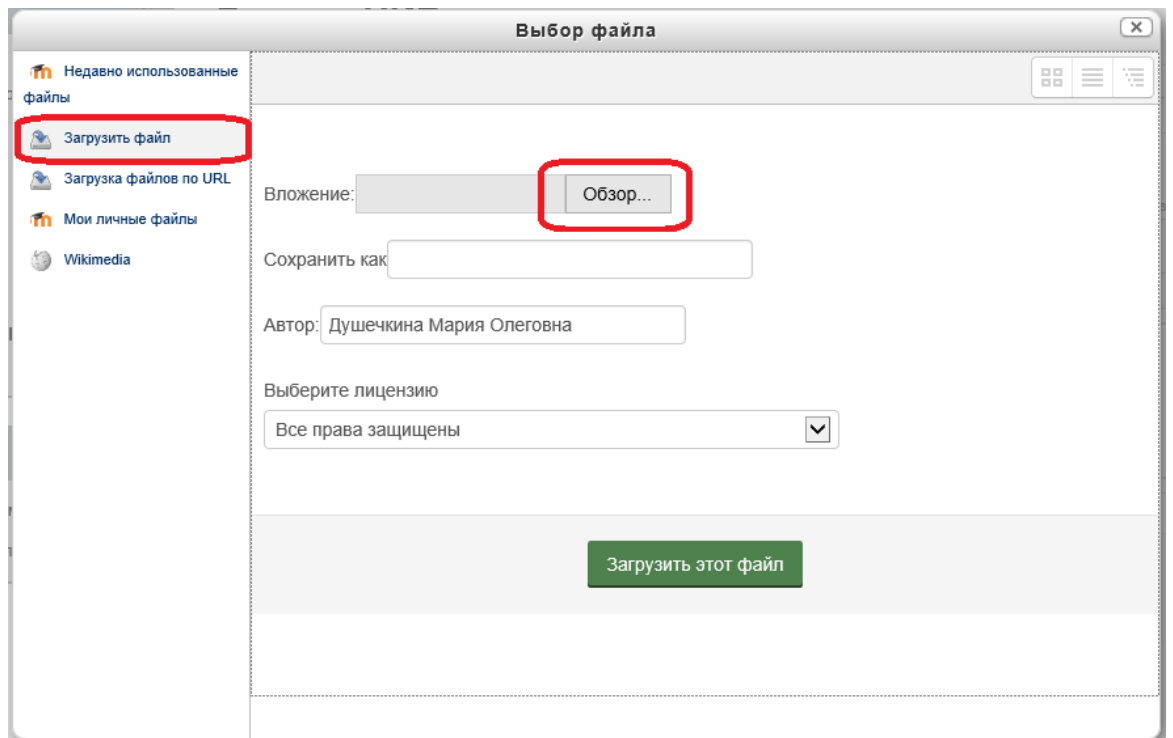 Выбор файла
Недавно использованные
файлы
Загрузить файл
Загрузка файлов по URL
Мои личные файлы
Wikimedia
Вложение:
Обзор...
Сохранить как
Автор: Душечкина Мария Олеговна
Выберите лицензию
Все права защищены
Загрузить этот файл